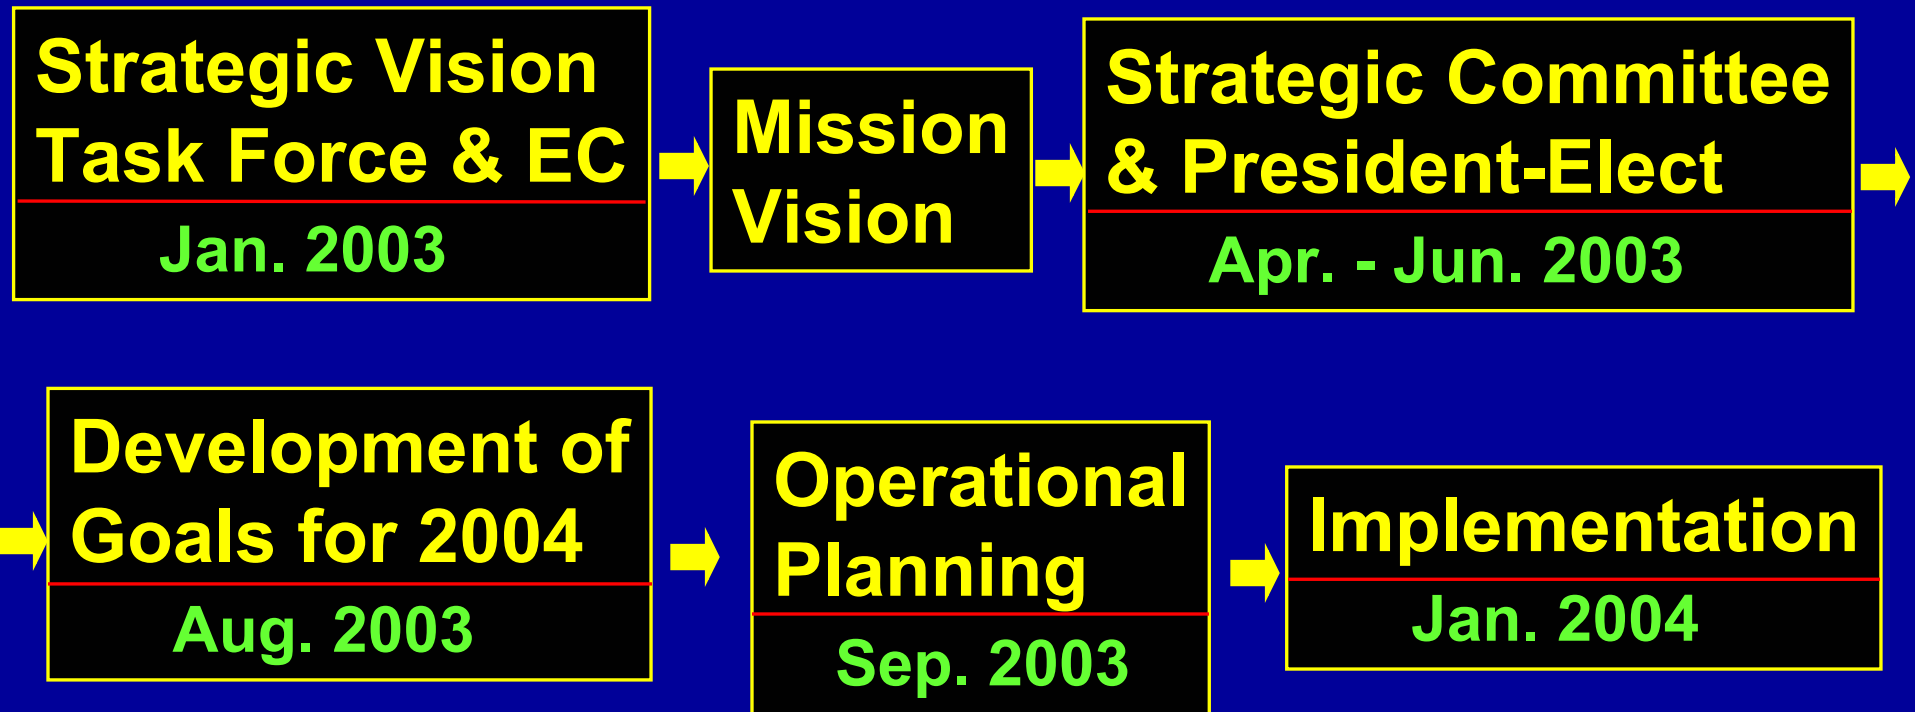 Strategic Vision
Task Force & EC
Jan. 2003
Mission
Vision
Strategic Committee
& President-Elect
Apr. - Jun. 2003
Development of
Goals for 2004
Aug. 2003
Operational
Planning
Sep. 2003
Implementation
Jan. 2004